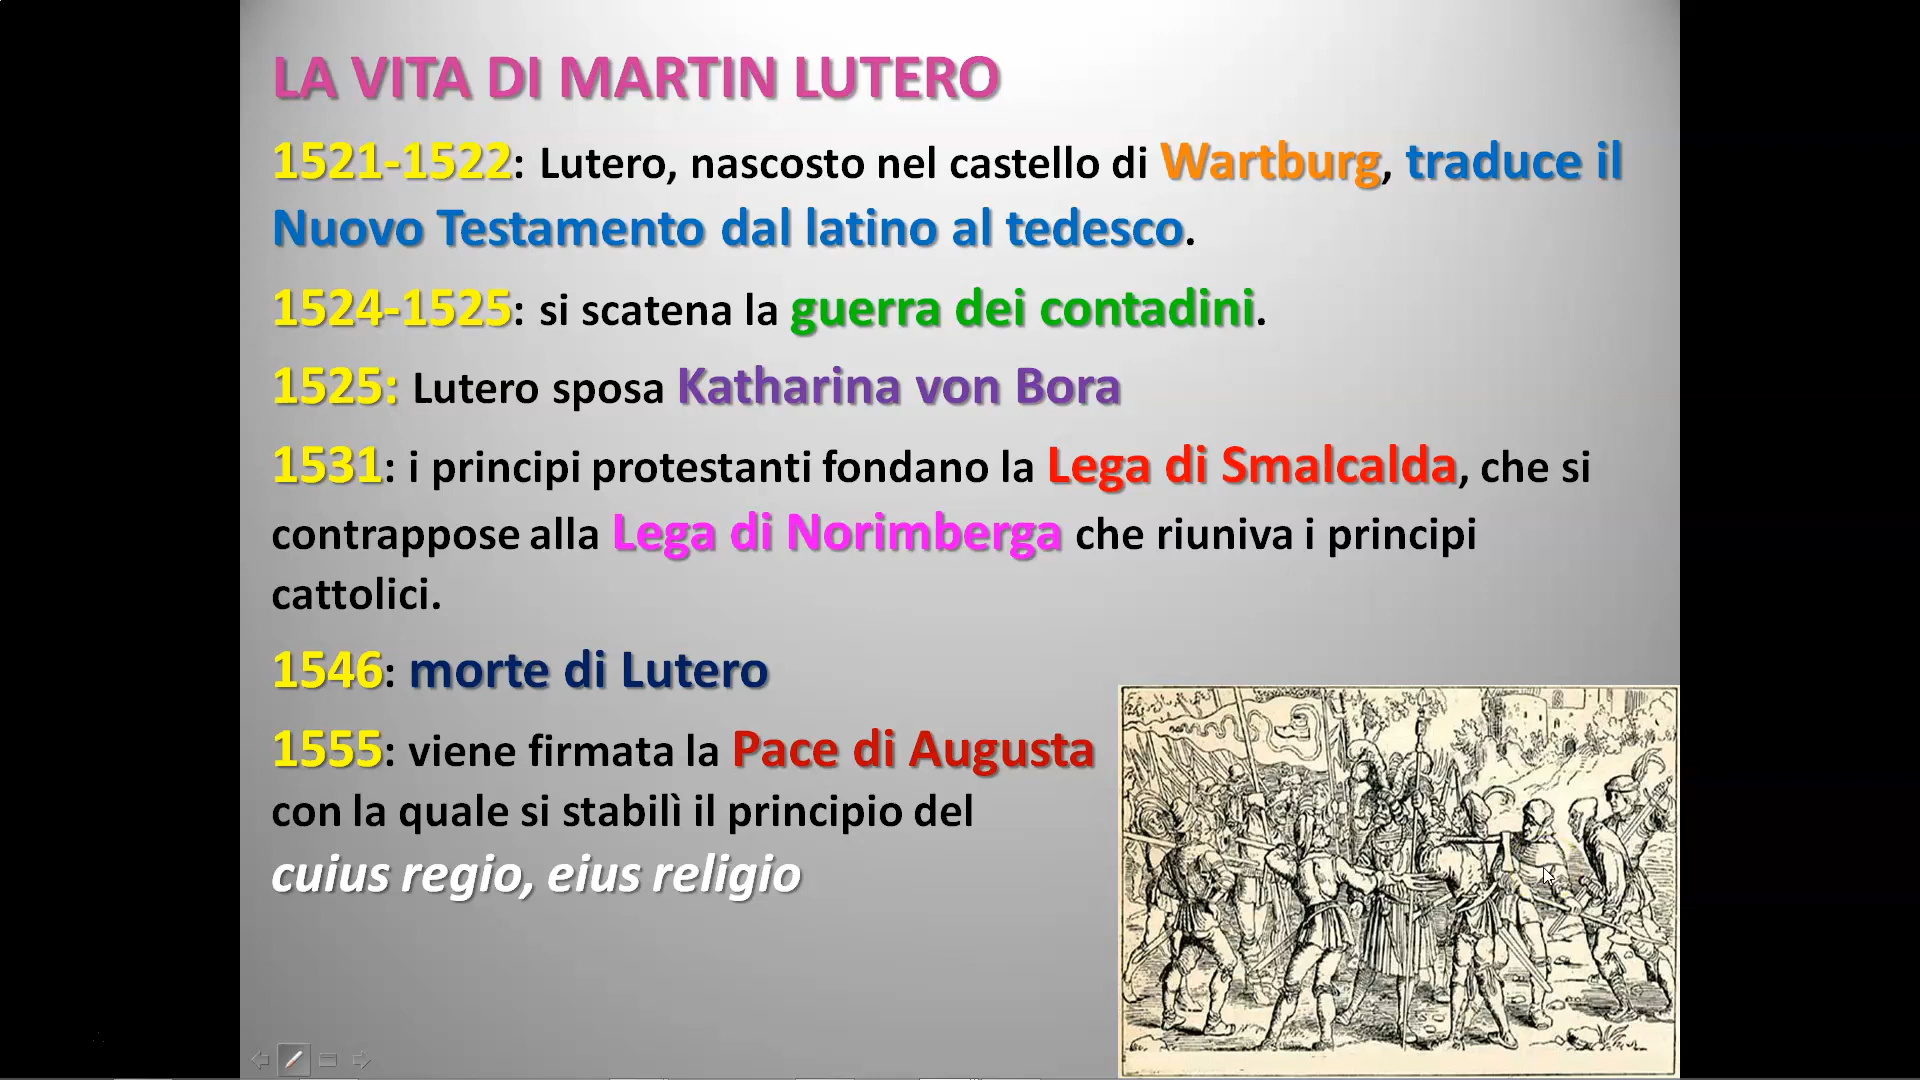 LA VITA DI MARTIN LUTERO
1521-1522: Lutero, nascosto nel castello di Wartburg, traduce il
Nuovo Testamento dal latino al tedesco.
1524-1525: si scatena la guerra dei contadini.
1525: Lutero sposa Katharina von Bora
1531: i principi protestanti fondano la Lega di Smalcalda, che si
contrappose alla Lega di Norimberga che riuniva i principi
cattolici.
1546: morte di Lutero
1555: viene firmata la Pace di Augusta
con la quale si stabilì il principio del
cuius regio, eius religio